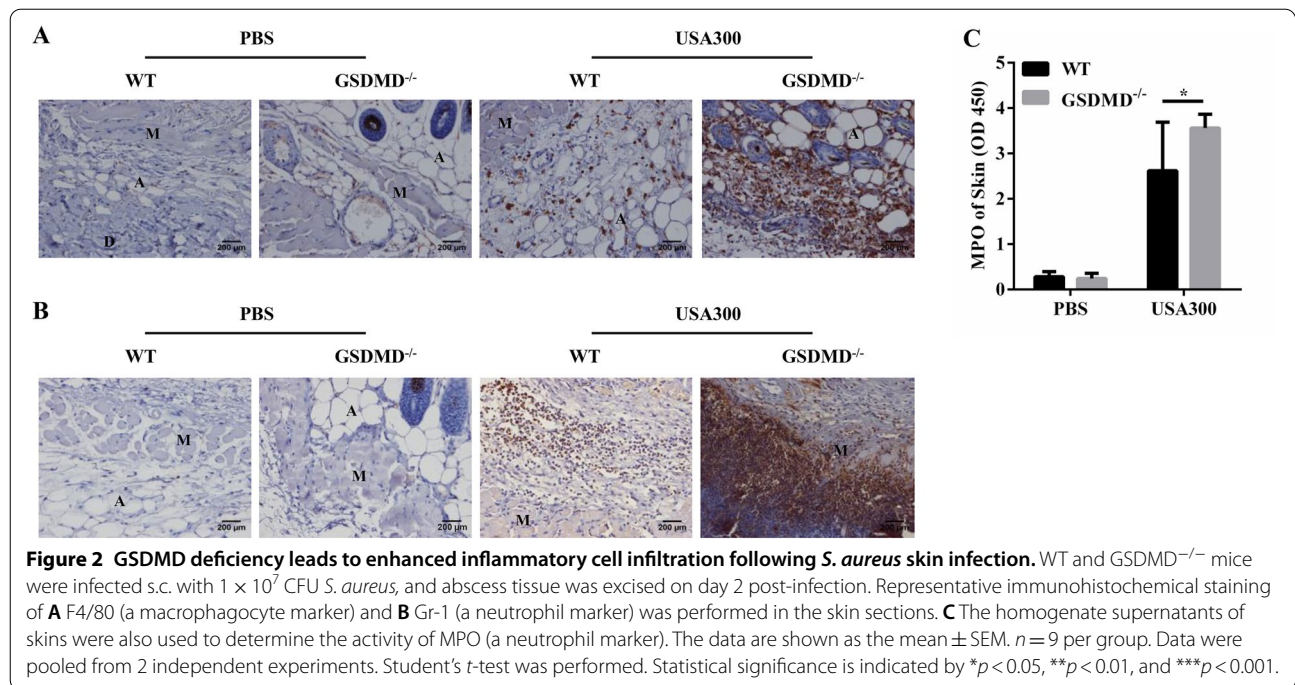 A
PBS
USA300
WT
GSDMD-/-
WT
GSDMD-/-
M
A
D
200 µm
A
M
200 µm
M
A
200 µm
A
200 µm
B
PBS
USA300
WT
GSDMD-/-
WT
GSDMD-/-
M
A
200 µm
A
M
200 µm
M
200 µm
M
200 µm
C
WT
GSDMD-/-
MPO of Skin (OD 450)
5
4
3
2
1
0
*
PBS
USA300
Figure 2 GSDMD deficiency leads to enhanced inflammatory cell infiltration following S. aureus skin infection. WT and GSDMD−/− mice
were infected s.c. with 1 × 10⁷ CFU S. aureus, and abscess tissue was excised on day 2 post-infection. Representative immunohistochemical staining
of A F4/80 (a macrophagocyte marker) and B Gr-1 (a neutrophil marker) was performed in the skin sections. C The homogenate supernatants of
skins were also used to determine the activity of MPO (a neutrophil marker). The data are shown as the mean ± SEM. n = 9 per group. Data were
pooled from 2 independent experiments. Student's t-test was performed. Statistical significance is indicated by *p < 0.05, **p < 0.01, and ***p < 0.001.